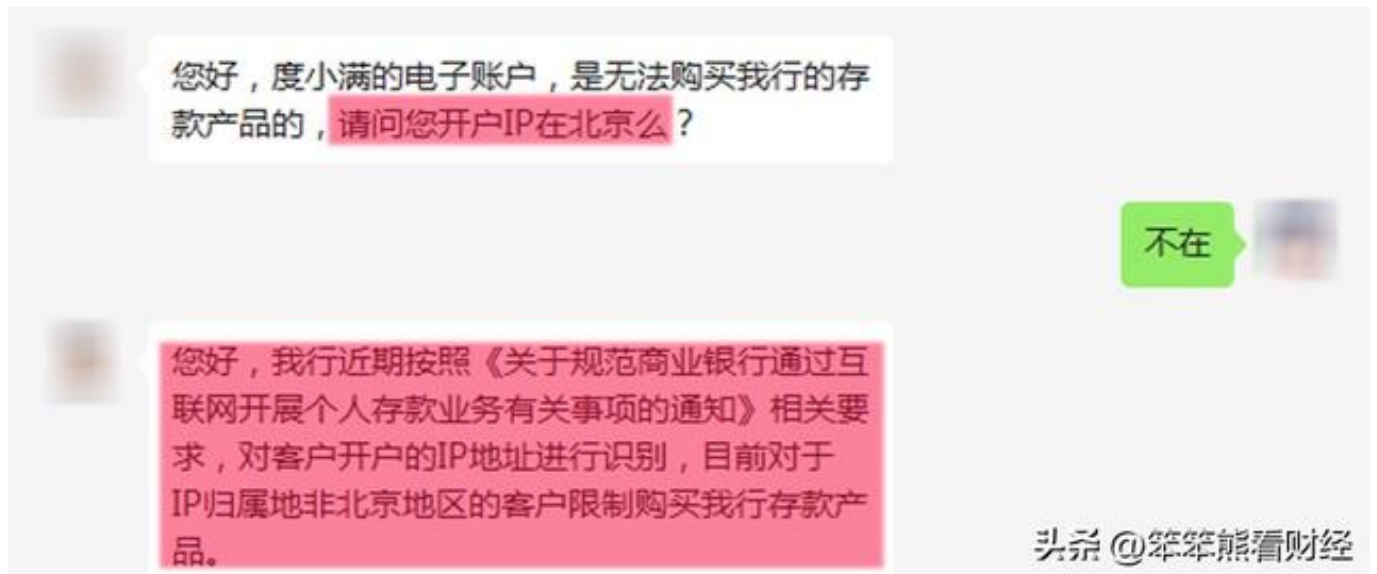 您好，度小满的电子账户，是无法购买我行的存
款产品的，请问您开户IP在北京么？
不在
您好，我行近期按照《关于规范商业银行通过互
联网开展个人存款业务有关事项的通知》相关要
求，对客户开户的IP地址进行识别，目前对于
IP归属地非北京地区的客户限制购买我行存款产
品。
头条 @笨笨熊看财经